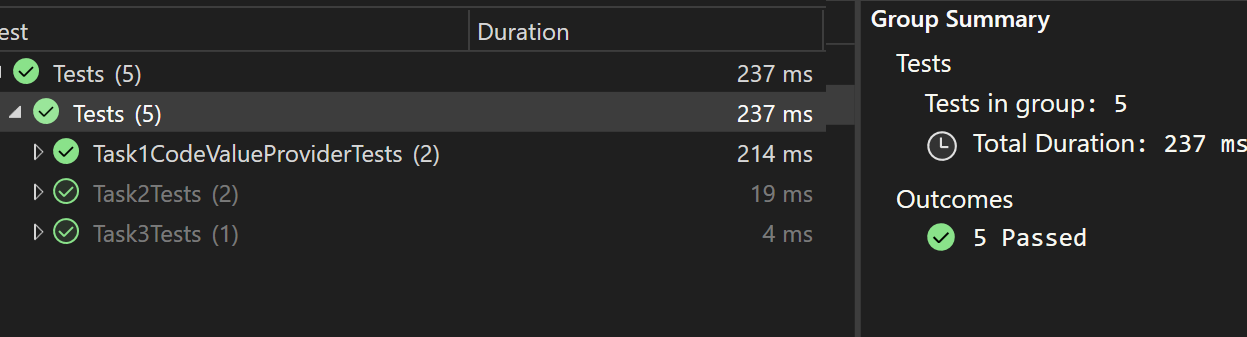 est Duration
Tests (5) 237 ms
Tests (5) 237 ms
Task1CodeValueProviderTests (2) 214 ms
Task2Tests (2) 19 ms
Task3Tests (1) 4 ms
Group Summary
Tests
Tests in group: 5
Total Duration: 237 ms
Outcomes
5 Passed